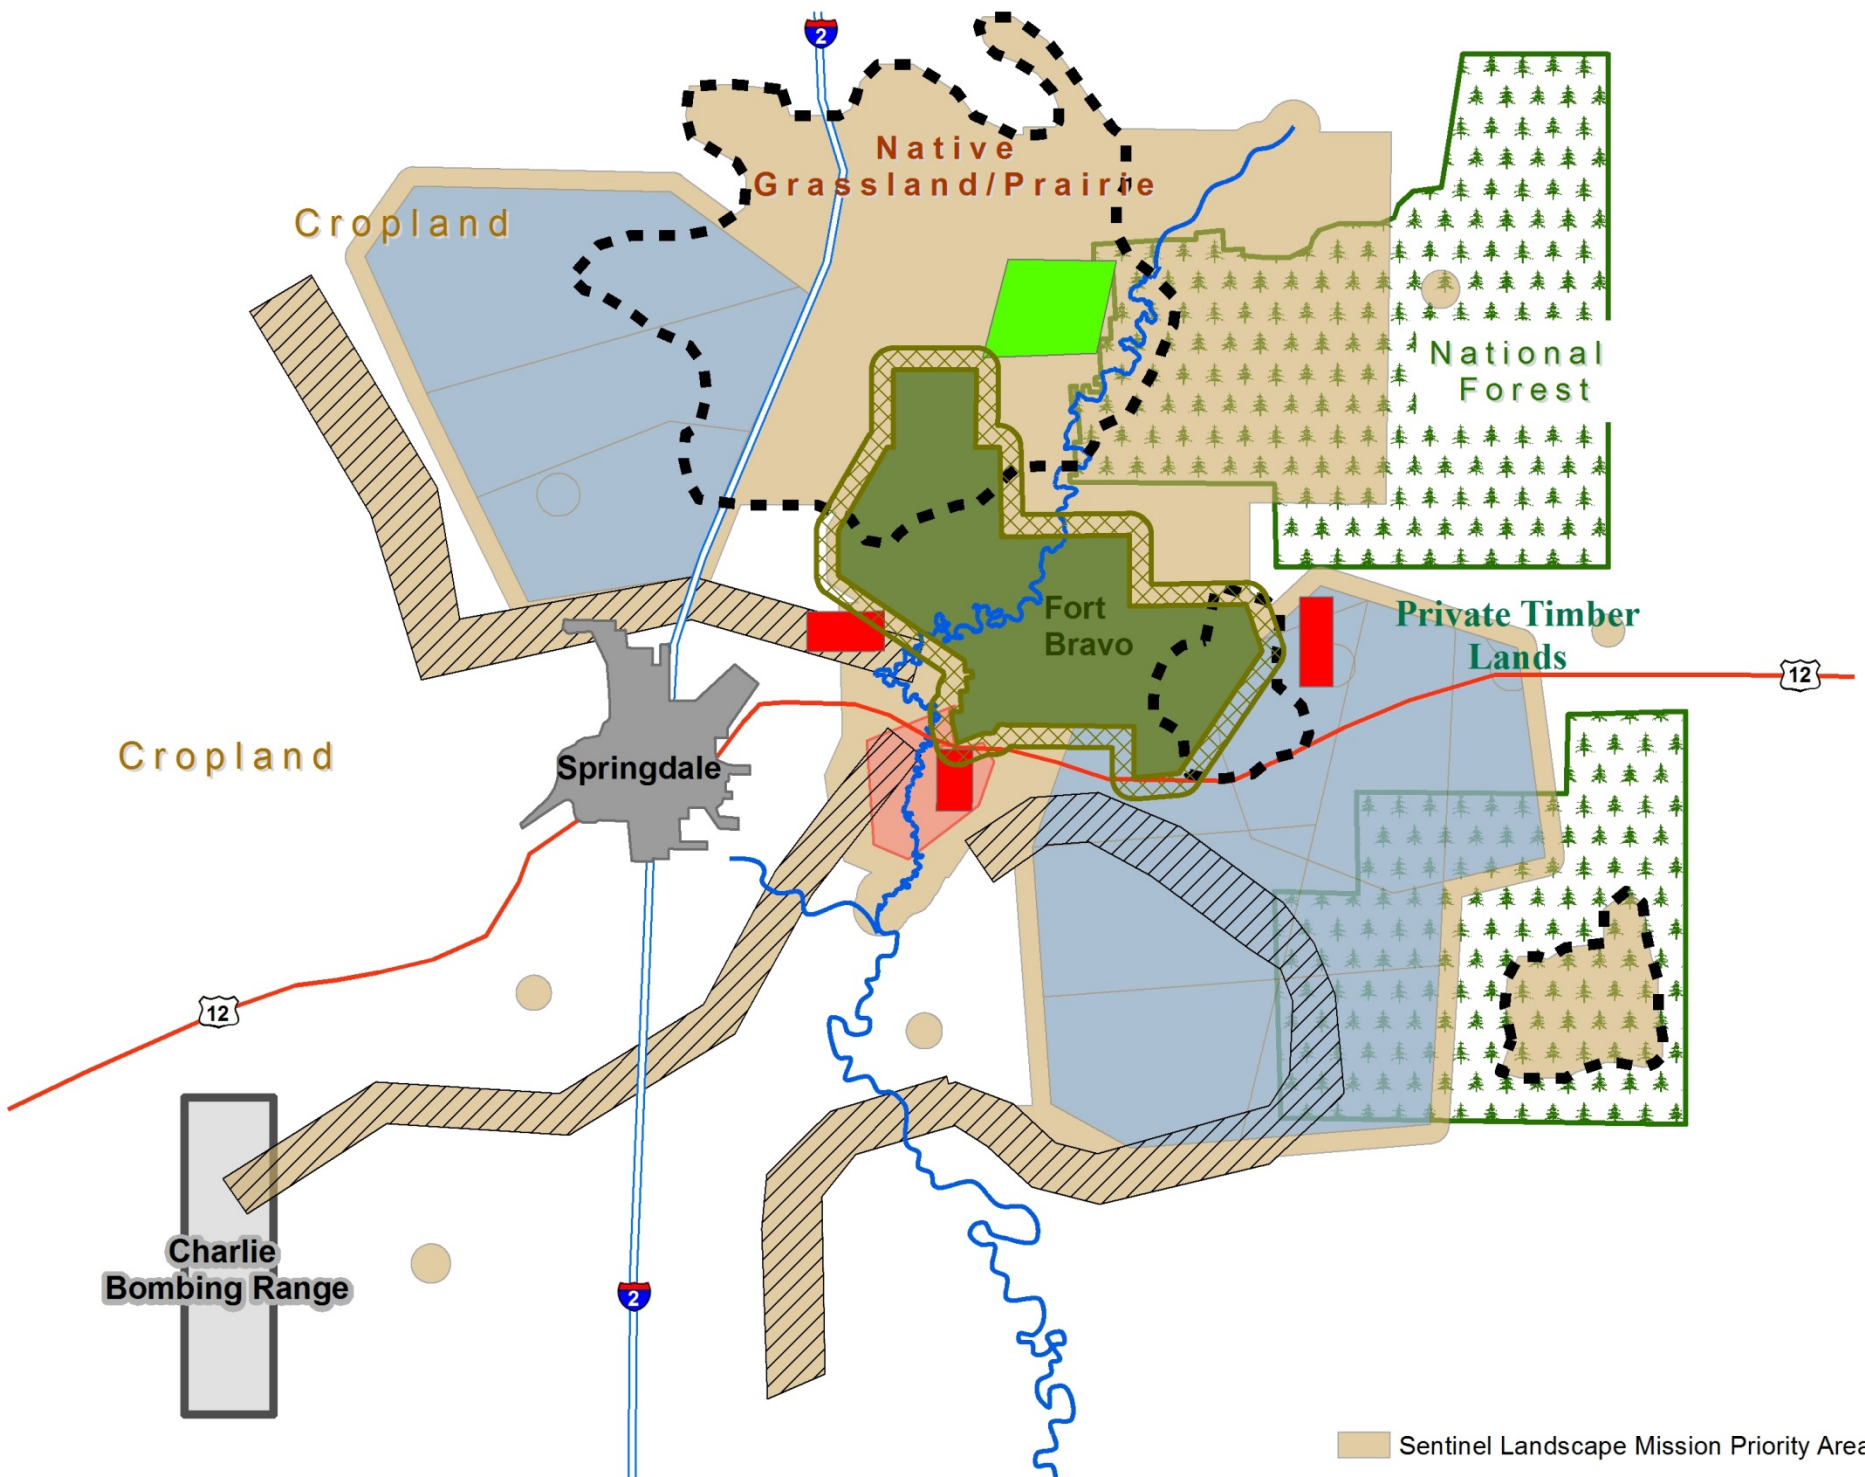 2
Native
Grassland/Prairie
Cropland
National
Forest
Fort
Bravo
Private Timber
Lands
12
Cropland
Springdale
12
Charlie
Bombing Range
2
Sentinel Landscape Mission Priority Area